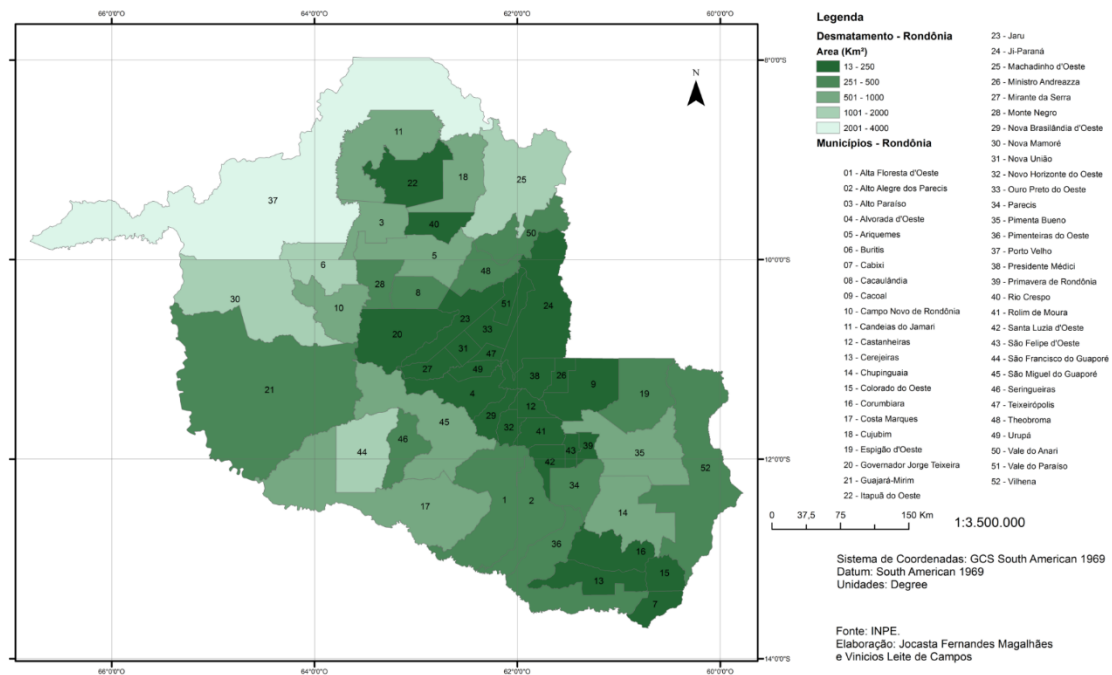 66°0'0"O 64°0'0"O 62°0'0"O 60°0'0"O
8°0'0"S
10°0'0"S
12°0'0"S
14°0'0"S
66°0'0"O 64°0'0"O 62°0'0"O 60°0'0"O
N
11
22
18
25
37
3
40
50
5
6
48
28
8
30
10
51
24
23
20
33
31
47
27
49
38
26
9
21
4
19
12
29
45
32
41
46
43
39
35
44
42
52
34
17
1
2
14
36
16
13
15
7
Legenda
Desmatamento - Rondônia
Area (Km²)
13 - 250
251 - 500
501 - 1000
1001 - 2000
2001 - 4000
Municípios - Rondônia
01 - Alta Floresta d'Oeste
02 - Alto Alegre dos Parecis
03 - Alto Paraíso
04 - Alvorada d'Oeste
05 - Ariquemes
06 - Buritis
07 - Cabixi
08 - Cacaulândia
09 - Cacoal
10 - Campo Novo de Rondônia
11 - Candeias do Jamari
12 - Castanheiras
13 - Cerejeiras
14 - Chupinguaia
15 - Colorado do Oeste
16 - Corumbiara
17 - Costa Marques
18 - Cujubim
19 - Espigão d'Oeste
20 - Governador Jorge Teixeira
21 - Guajará-Mirim
22 - Itapuã do Oeste
23 - Jaru
24 - Ji-Paraná
25 - Machadinho d'Oeste
26 - Ministro Andreazza
27 - Mirante da Serra
28 - Monte Negro
29 - Nova Brasilândia d'Oeste
30 - Nova Mamoré
31 - Nova União
32 - Novo Horizonte do Oeste
33 - Ouro Preto do Oeste
34 - Parecis
35 - Pimenta Bueno
36 - Pimenteiras do Oeste
37 - Porto Velho
38 - Presidente Médici
39 - Primavera de Rondônia
40 - Rio Crespo
41 - Rolim de Moura
42 - Santa Luzia d'Oeste
43 - São Felipe d'Oeste
44 - São Francisco do Guaporé
45 - São Miguel do Guaporé
46 - Seringueiras
47 - Teixeirópolis
48 - Theobroma
49 - Urupá
50 - Vale do Anari
51 - Vale do Paraíso
52 - Vilhena
0 37,5 75 150 Km
1:3.500.000
Sistema de Coordenadas: GCS South American 1969
Datum: South American 1969
Unidades: Degree
Fonte: INPE.
Elaboração: Jocasta Fernandes Magalhães
e Vinicios Leite de Campos